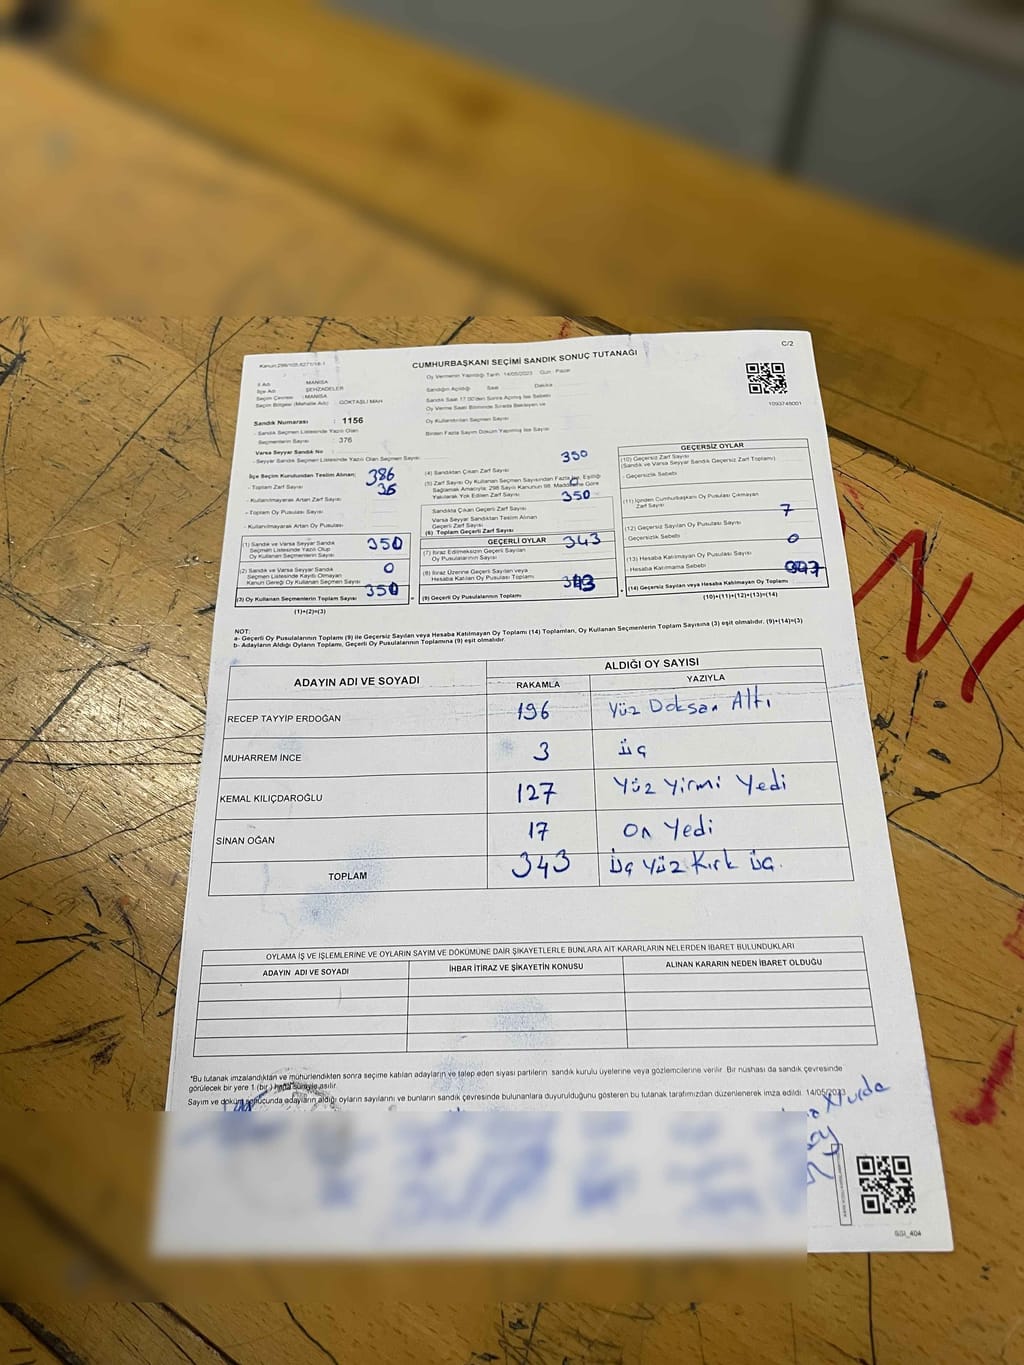 C/2
Kanun:298/105,6271/18-1
CUMHURBAŞKANI SEÇİMİ SANDIK SONUÇ TUTANAĞI
İl Adı : MANİSA
İlçe Adı : ŞEHZADELER
Seçim Çevresi : MANİSA
Seçim Bölgesi (Mahalle Adı) : GÖKTAŞLI MAH
Sandık Numarası : 1156
- Sandık Seçmen Listesinde Yazılı Olan
Seçmenlerin Sayısı : 376
Varsa Seyyar Sandık No
- Seyyar Sandık Seçmen Listesinde Yazılı Olan Seçmen Sayısı
Oy Vermenin Yapıldığı Tarih 14/05/2023 Gün : Pazar
Sandığın Açıldığı Saat Dakika
Sandık Saat 17.00'den Sonra Açılmış İse Sebebi
Oy Verme Saati Bitiminde Sırada Bekleyen ve
Oy Kullandırılan Seçmen Sayısı
Birden Fazla Sayım Döküm Yapılmış İse Sayısı
1093748001
İlçe Seçim Kurulundan Teslim Alınan;
- Toplam Zarf Sayısı 386
- Kullanılmayarak Artan Zarf Sayısı 36
- Toplam Oy Pusulası Sayısı
- Kullanılmayarak Artan Oy Pusulası
(1) Sandık ve Varsa Seyyar Sandık
Seçmen Listesinde Yazılı Olup
Oy Kullanan Seçmenlerin Sayısı 350
(2) Sandık ve Varsa Seyyar Sandık
Seçmen Listesinde Kayıtlı Olmayan
Kanun Gereği Oy Kullanan Seçmen Sayısı 0
(3) Oy Kullanan Seçmenlerin Toplam Sayısı 350
(1)+(2)=(3)
(4) Sandıktan Çıkan Zarf Sayısı 350
(5) Zarf Sayısı Oy Kullanan Seçmen Sayısından Fazla İse, Eşitliği
Sağlamak Amacıyla; 298 Sayılı Kanunun 98. Maddesine Göre
Yakılarak Yok Edilen Zarf Sayısı
350
Sandıkta Çıkan Geçerli Zarf Sayısı
Varsa Seyyar Sandıktan Teslim Alınan
Geçerli Zarf Sayısı
(6) Toplam Geçerli Zarf Sayısı
GEÇERLİ OYLAR
(7) İtiraz Edilmeksizin Geçerli Sayılan
Oy Pusulalarının Sayısı 343
(8) İtiraz Üzerine Geçerli Sayılan veya
Hesaba Katılan Oy Pusulası Toplamı
(9) Geçerli Oy Pusulalarının Toplamı 343
GEÇERSİZ OYLAR
(10) Geçersiz Zarf Sayısı
(Sandık ve Varsa Seyyar Sandık Geçersiz Zarf Toplamı)
- Geçersizlik Sebebi
(11) İçinden Cumhurbaşkanı Oy Pusulası Çıkmayan
Zarf Sayısı
(12) Geçersiz Sayılan Oy Pusulası Sayısı 7
- Geçersizlik Sebebi
(13) Hesaba Katılmayan Oy Pusulası Sayısı 0
- Hesaba Katılmama Sebebi
(14) Geçersiz Sayılan veya Hesaba Katılmayan Oy Toplamı
(10)+(11)+(12)+(13)=(14)
NOT:
a- Geçerli Oy Pusulalarının Toplamı (9) ile Geçersiz Sayılan veya Hesaba Katılmayan Oy Toplamı (14) Toplamları, Oy Kullanan Seçmenlerin Toplam Sayısına (3) eşit olmalıdır. (9)+(14)=(3)
b- Adayların Aldığı Oyların Toplamı, Geçerli Oy Pusulalarının Toplamına (9) eşit olmalıdır.
ADAYIN ADI VE SOYADI ALDIĞI OY SAYISI
RAKAMLA YAZIYLA
RECEP TAYYİP ERDOĞAN 196 Yüz Doksan Altı
MUHARREM İNCE 3 üç
KEMAL KILIÇDAROĞLU 127 Yüz Yirmi Yedi
SİNAN OĞAN 17 On Yedi
TOPLAM 343 Üç Yüz Kırk Üç.
OYLAMA İŞ VE İŞLEMLERİNE VE OYLARIN SAYIM VE DÖKÜMÜNE DAİR ŞİKAYETLERLE BUNLARA AİT KARARLARIN NELERDEN İBARET BULUNDUKLARI
ADAYIN ADI VE SOYADI İHBAR İTİRAZ VE ŞİKAYETİN KONUSU ALINAN KARARIN NEDEN İBARET OLDUĞU
*Bu tutanak imzalandıktan ve mühürlendikten sonra seçime katılan adayların ve talep eden siyasi partilerin sandık kurulu üyelerine veya gözlemcilerine verilir. Bir nüshası da sandık çevresinde
görülecek bir yere 1 (bir) hafta süreyle asılır.
Sayım ve döküm sonucunda adayların aldığı oyların sayılarını ve bunların sandık çevresinde bulunanlara duyurulduğunu gösteren bu tutanak tarafımızdan düzenlenerek imza edildi. 14/05/2023
SGI_404